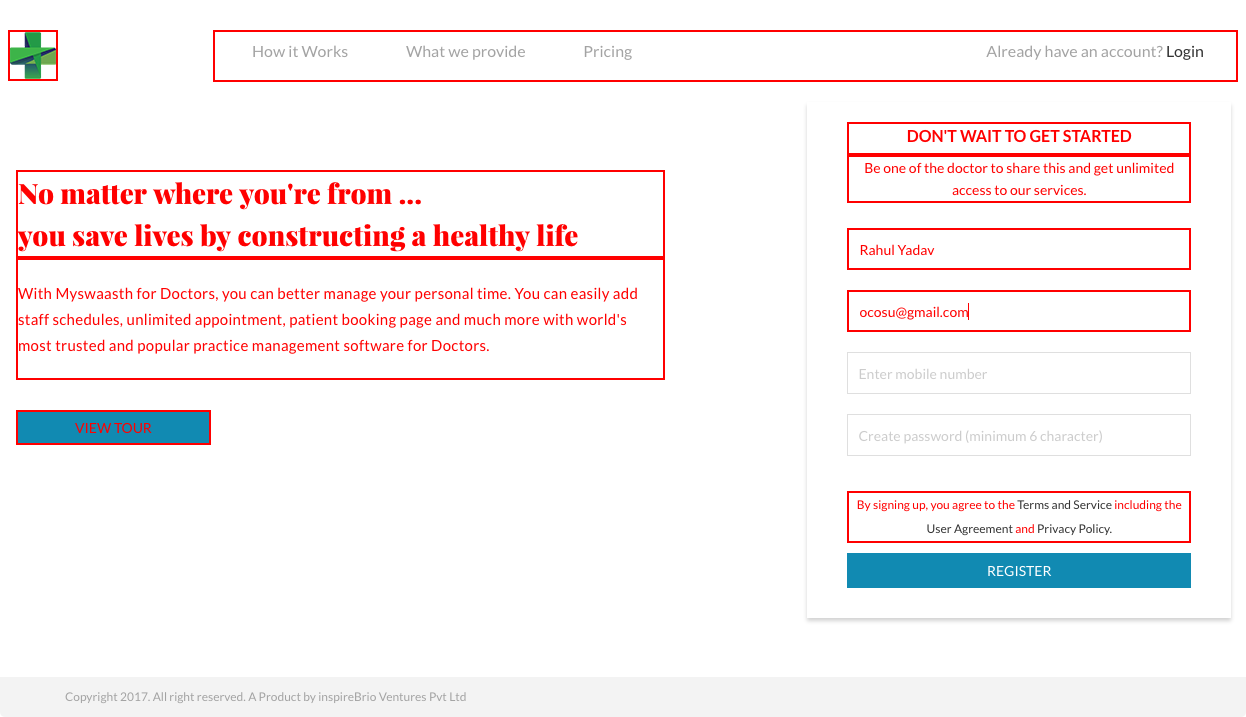 How it Works What we provide Pricing Already have an account? Login
No matter where you're from ...
you save lives by constructing a healthy life
With Myswaasth for Doctors, you can better manage your personal time. You can easily add
staff schedules, unlimited appointment, patient booking page and much more with world's
most trusted and popular practice management software for Doctors.
VIEW TOUR
DON'T WAIT TO GET STARTED
Be one of the doctor to share this and get unlimited
access to our services.
Rahul Yadav
ocosu@gmail.com
Enter mobile number
Create password (minimum 6 character)
By signing up, you agree to the Terms and Service including the
User Agreement and Privacy Policy.
REGISTER
Copyright 2017. All right reserved. A Product by inspireBrio Ventures Pvt Ltd